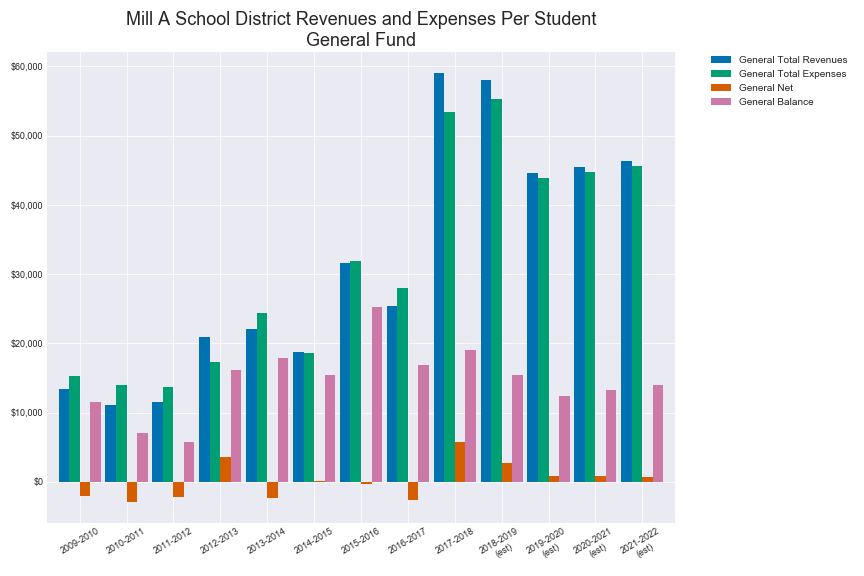 Mill A School District Revenues and Expenses Per Student
General Fund
General Total Revenues
General Total Expenses
General Net
General Balance
$60,000
$50,000
$40,000
$30,000
$20,000
$10,000
$0
2009-2010
2010-2011
2011-2012
2012-2013
2013-2014
2014-2015
2015-2016
2016-2017
2017-2018
2018-2019
(est)
2019-2020
(est)
2020-2021
(est)
2021-2022
(est)